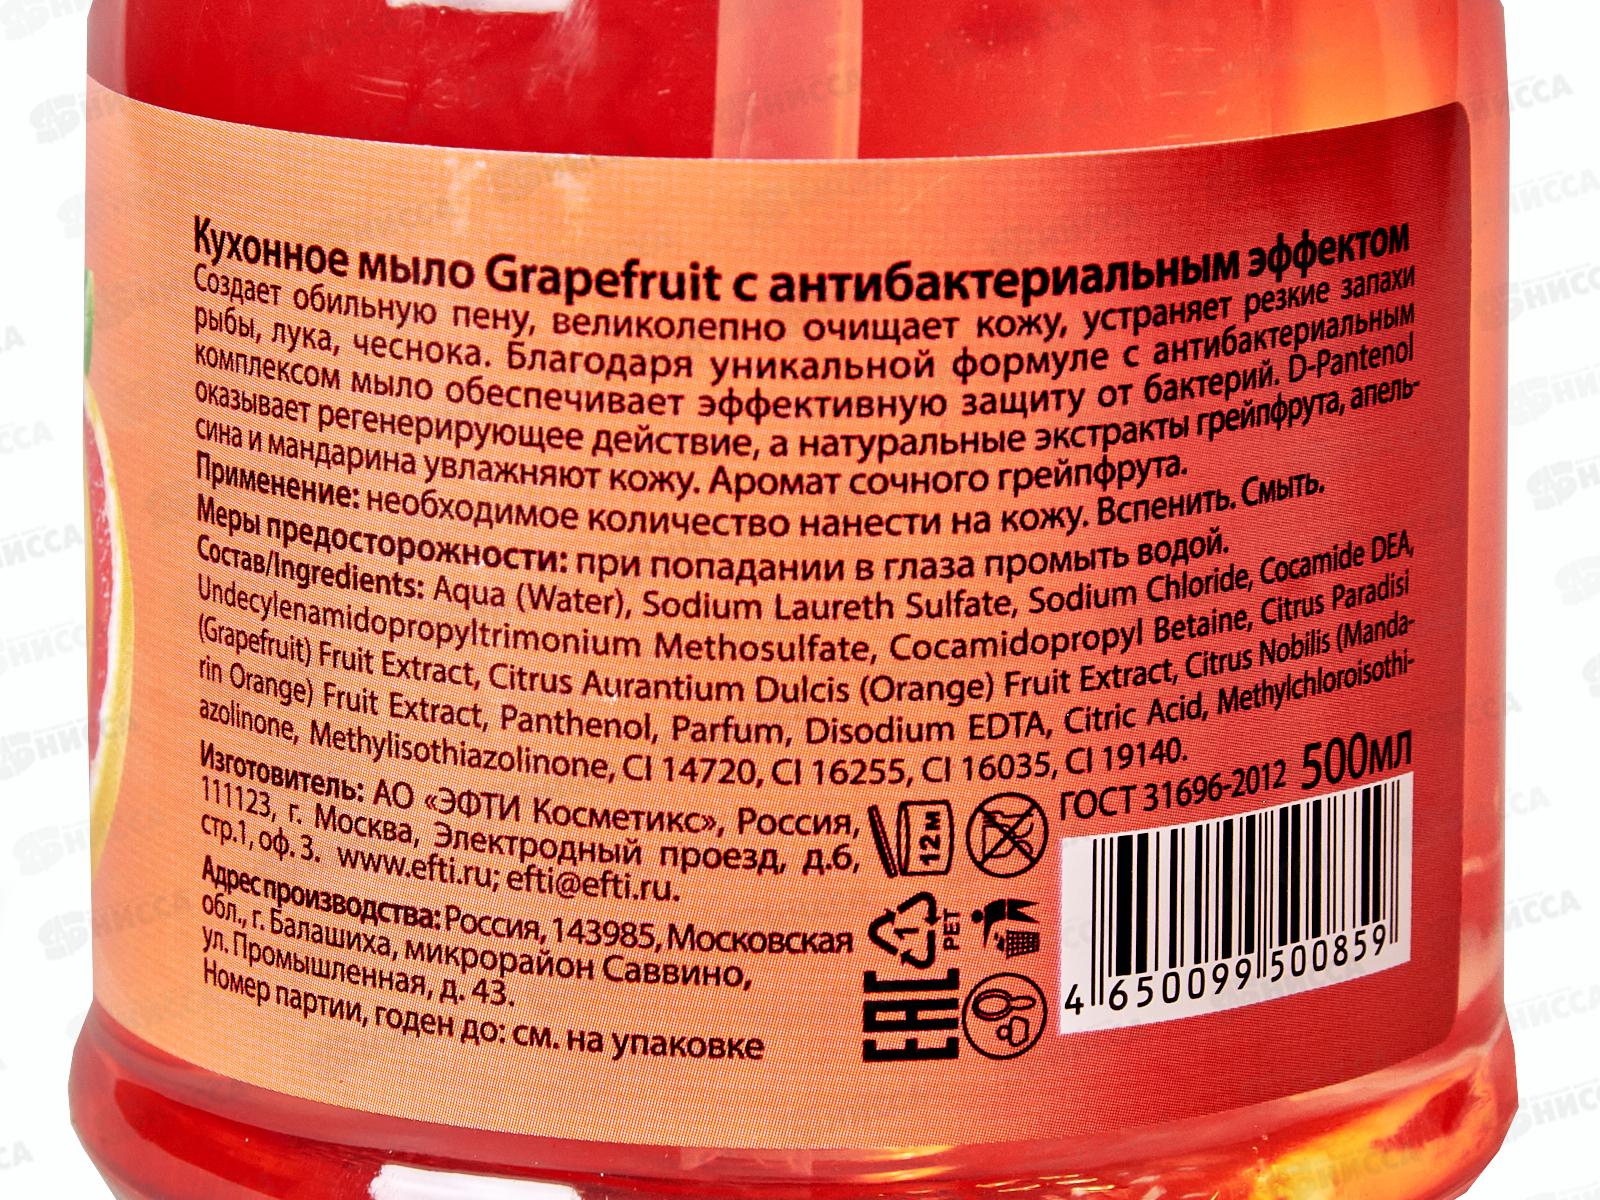 Кухонное мыло Grapefruit с антибактериальным эффектом
Создает обильную пену, великолепно очищает кожу, устраняет резкие запахи
рыбы, лука, чеснока. Благодаря уникальной формуле с антибактериальным
комплексом мыло обеспечивает эффективную защиту от бактерий. D-Pantenol
оказывает регенерирующее действие, а натуральные экстракты грейпфрута, апель-
сина и мандарина увлажняют кожу. Аромат сочного грейпфрута.
Применение: необходимое количество нанести на кожу. Вспенить. Смыть.
Меры предосторожности: при попадании в глаза промыть водой.
Состав/Ingredients: Aqua (Water), Sodium Laureth Sulfate, Sodium Chloride, Cocamide DEA,
Undecylenamidopropyltrimonium Methosulfate, Cocamidopropyl Betaine, Citrus Paradisi
(Grapefruit) Fruit Extract, Citrus Aurantium Dulcis (Orange) Fruit Extract, Citrus Nobilis (Manda-
rin Orange) Fruit Extract, Panthenol, Parfum, Disodium EDTA, Citric Acid, Methylchloroisothi-
azolinone, Methylisothiazolinone, CI 14720, CI 16255, CI 16035, CI 19140.
Изготовитель: АО «ЭФТИ Косметикс», Россия,
111123, г. Москва, Электродный проезд, д.6,
стр.1, оф. 3. www.efti.ru; efti@efti.ru.
Адрес производства: Россия, 143985, Московская
обл., г. Балашиха, микрорайон Саввино,
ул. Промышленная, д. 43.
Номер партии, годен до: см. на упаковке
12 м
1
PET
EAC
ГОСТ 31696-2012 500мл
4 650099 500859